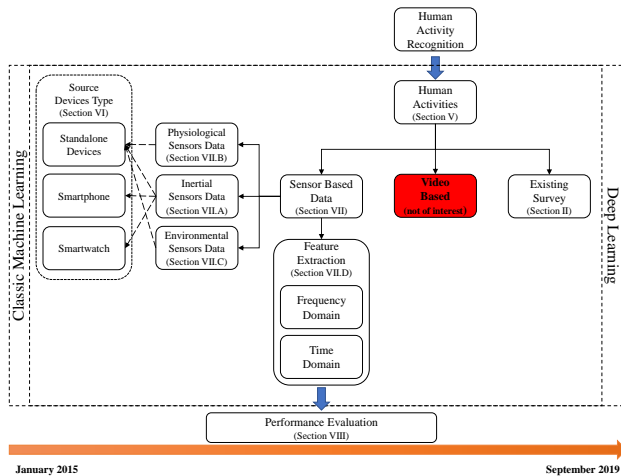 Human
Activity
Recognition
Source
Devices Type
(Section VI)
Human
Activities
(Section V)
Standalone
Devices
Physiological
Sensors Data
(Section VII.B)
Smartphone
Inertial
Sensors Data
(Section VII.A)
Sensor Based
Data
(Section VII)
Video
Based
(not of interest)
Existing
Survey
(Section II)
Smartwatch
Environmental
Sensors Data
(Section VII.C)
Feature
Extraction
(Section VII.D)
Frequency
Domain
Time
Domain
Classic Machine Learning
Deep Learning
Performance Evaluation
(Section VIII)
January 2015
September 2019